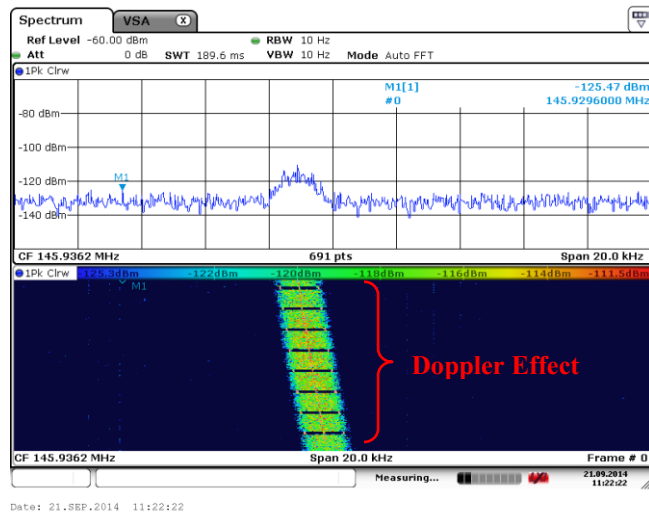 Spectrum VSA X
Ref Level -60.00 dBm RBW 10 Hz
Att 0 dB SWT 189.6 ms VBW 10 Hz Mode Auto FFT
1Pk Clrw
M1[1] -125.47 dBm
#0 145.9296000 MHz
-80 dBm
-100 dBm
-120 dBm
M1
-140 dBm
CF 145.9362 MHz 691 pts Span 20.0 kHz
1Pk Clrw -125.3dBm -122dBm -120dBm -118dBm -116dBm -114dBm -111.5dBm
M1
Doppler Effect
CF 145.9362 MHz Span 20.0 kHz Frame # 0
Measuring... 21.09.2014
11:22:22
Date: 21.SEP.2014 11:22:22